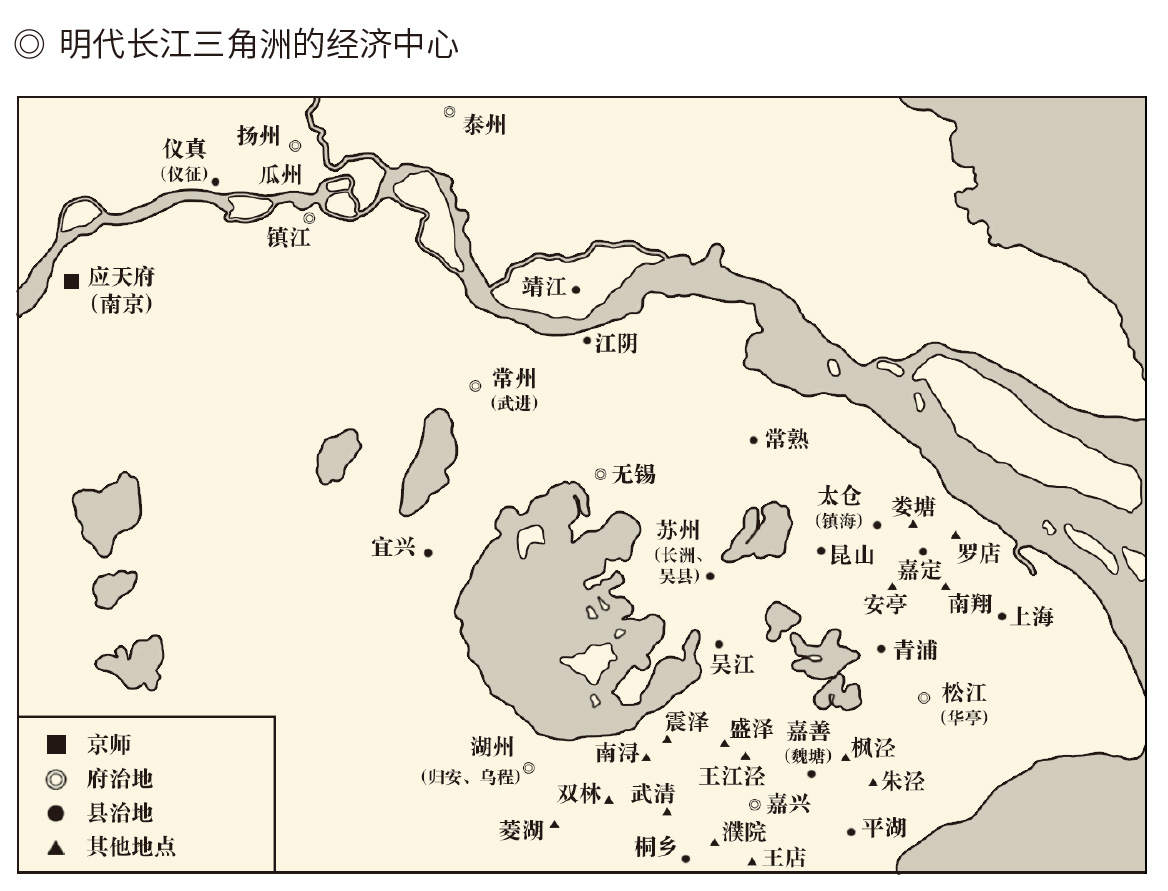 ◎ 明代长江三角洲的经济中心
泰州
扬州
仪真
(仪征)
瓜州
镇江
应天府
(南京)
靖江
江阴
常州
(武进)
常熟
无锡
太仓
(镇海)
娄塘
苏州
(长洲、
吴县)
宜兴
昆山
罗店
嘉定
安亭
南翔
上海
青浦
吴江
松江
(华亭)
震泽
盛泽
嘉善
(魏塘)
枫泾
湖州
(归安、乌程)
南浔
王江泾
朱泾
双林
武清
嘉兴
菱湖
濮院
平湖
桐乡
王店
京师
府治地
县治地
其他地点